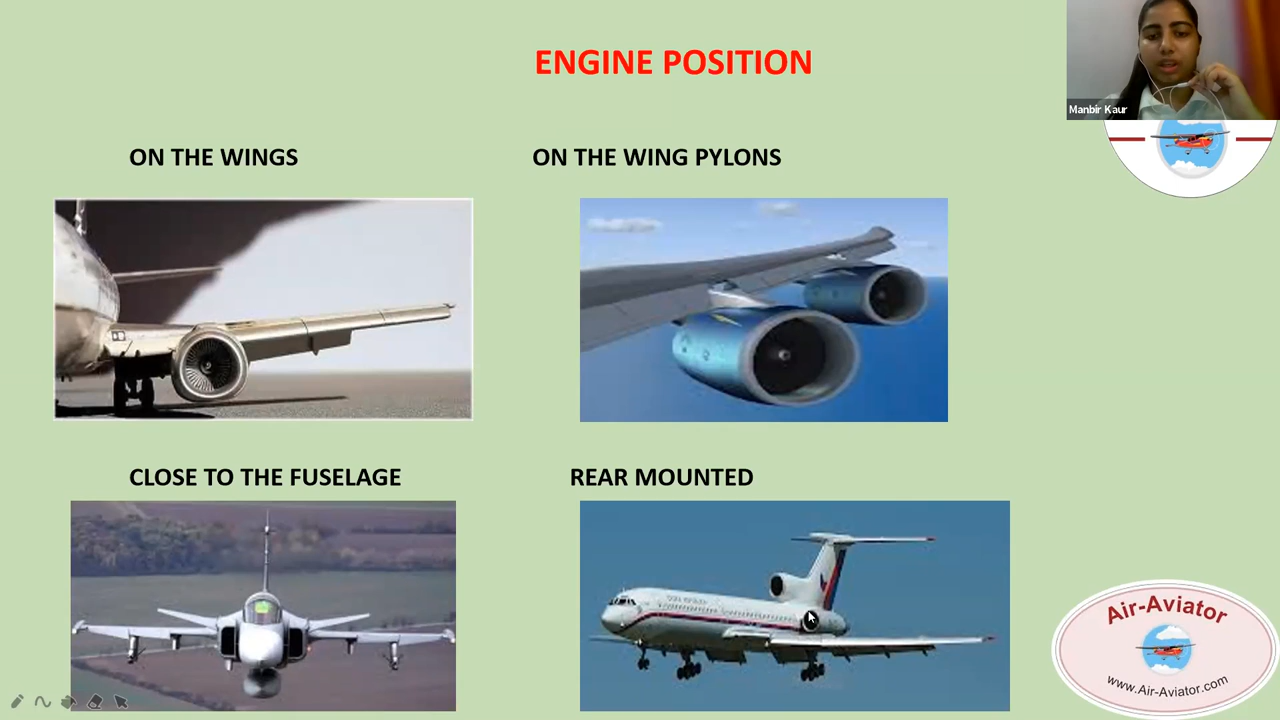 ENGINE POSITION
Manbir Kaur
ON THE WINGS
ON THE WING PYLONS
CLOSE TO THE FUSELAGE
REAR MOUNTED
Air-Aviator
www.Air-Aviator.com